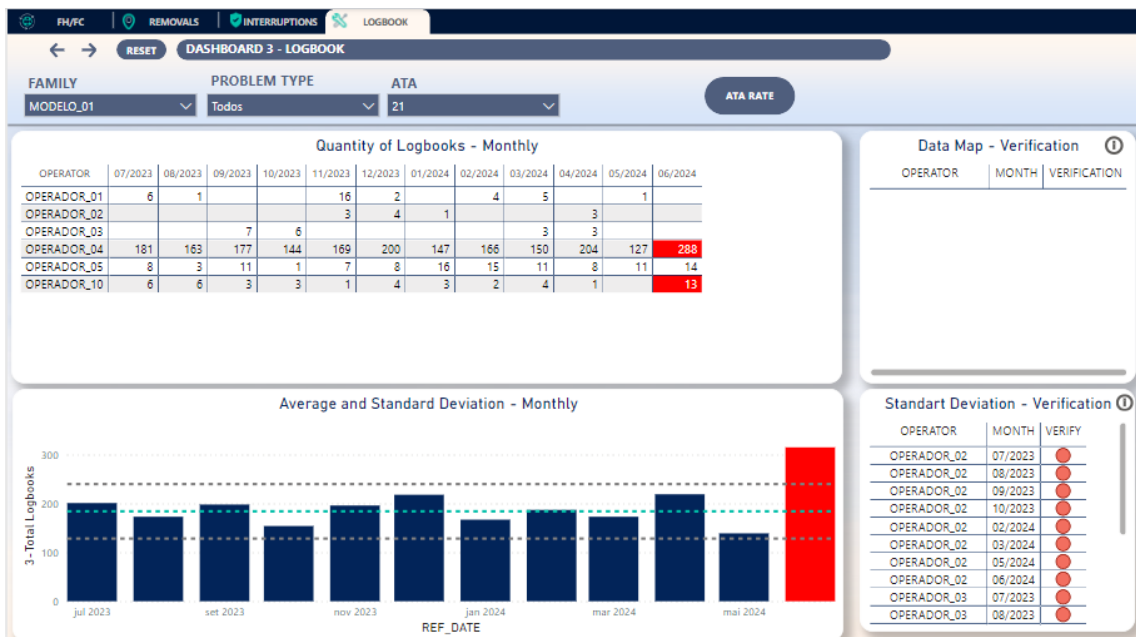 FH/FC REMOVALS INTERRUPTIONS LOGBOOK
RESET DASHBOARD 3 - LOGBOOK
FAMILY PROBLEM TYPE ATA
MODELO_01 Todos 21 ATA RATE
Quantity of Logbooks - Monthly
OPERATOR 07/2023 08/2023 09/2023 10/2023 11/2023 12/2023 01/2024 02/2024 03/2024 04/2024 05/2024 06/2024
OPERADOR_01 6 1 16 2 4 5 1
OPERADOR_02 3 4 1 3
OPERADOR_03 7 6 3 3
OPERADOR_04 181 163 177 144 169 200 147 166 150 204 127 288
OPERADOR_05 8 3 11 1 7 8 16 15 11 8 11 14
OPERADOR_10 6 6 3 3 1 4 3 2 4 1 13
Data Map - Verification
OPERATOR MONTH VERIFICATION
Average and Standard Deviation - Monthly
3-Total Logbooks
300
200
100
0
jul 2023 set 2023 nov 2023 jan 2024 mar 2024 mai 2024
REF_DATE
Standart Deviation - Verification
OPERATOR MONTH VERIFY
OPERADOR_02 07/2023
OPERADOR_02 08/2023
OPERADOR_02 09/2023
OPERADOR_02 10/2023
OPERADOR_02 02/2024
OPERADOR_02 03/2024
OPERADOR_02 05/2024
OPERADOR_02 06/2024
OPERADOR_03 07/2023
OPERADOR_03 08/2023